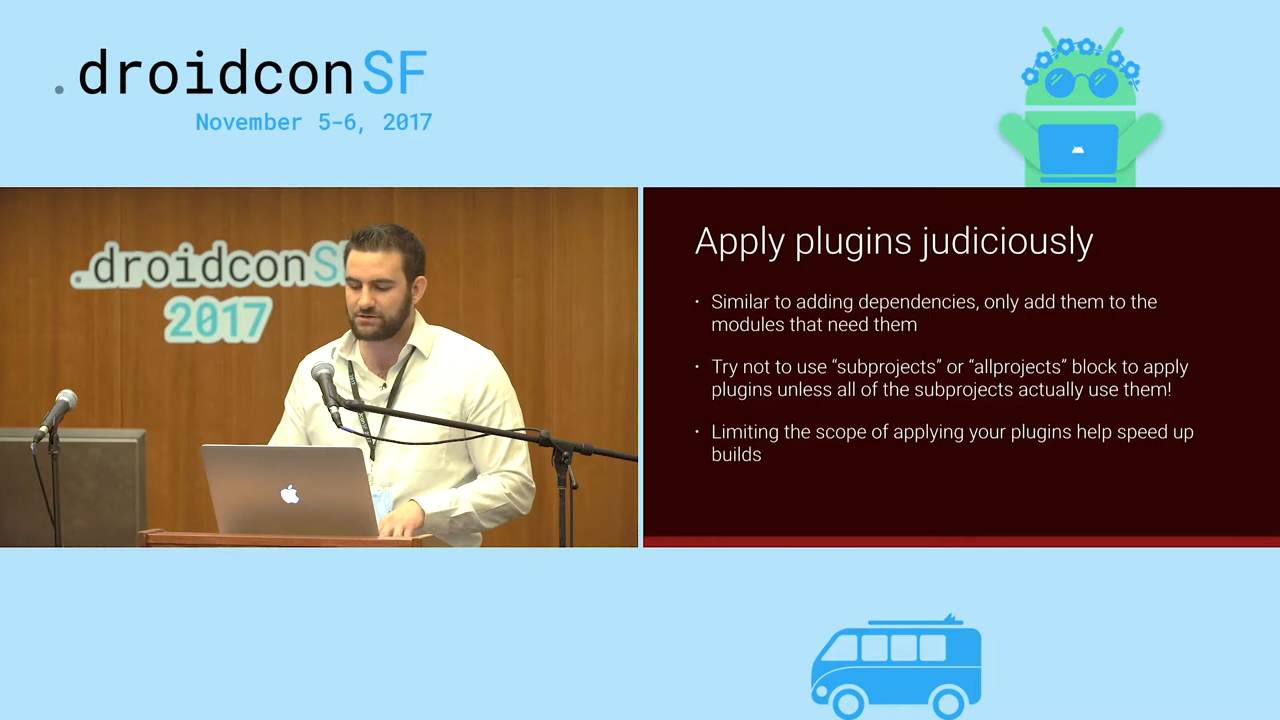 .droidconSF
November 5-6, 2017
.droidconS
2017
Apply plugins judiciously
• Similar to adding dependencies, only add them to the
modules that need them
• Try not to use “subprojects” or “allprojects” block to apply
plugins unless all of the subprojects actually use them!
• Limiting the scope of applying your plugins help speed up
builds